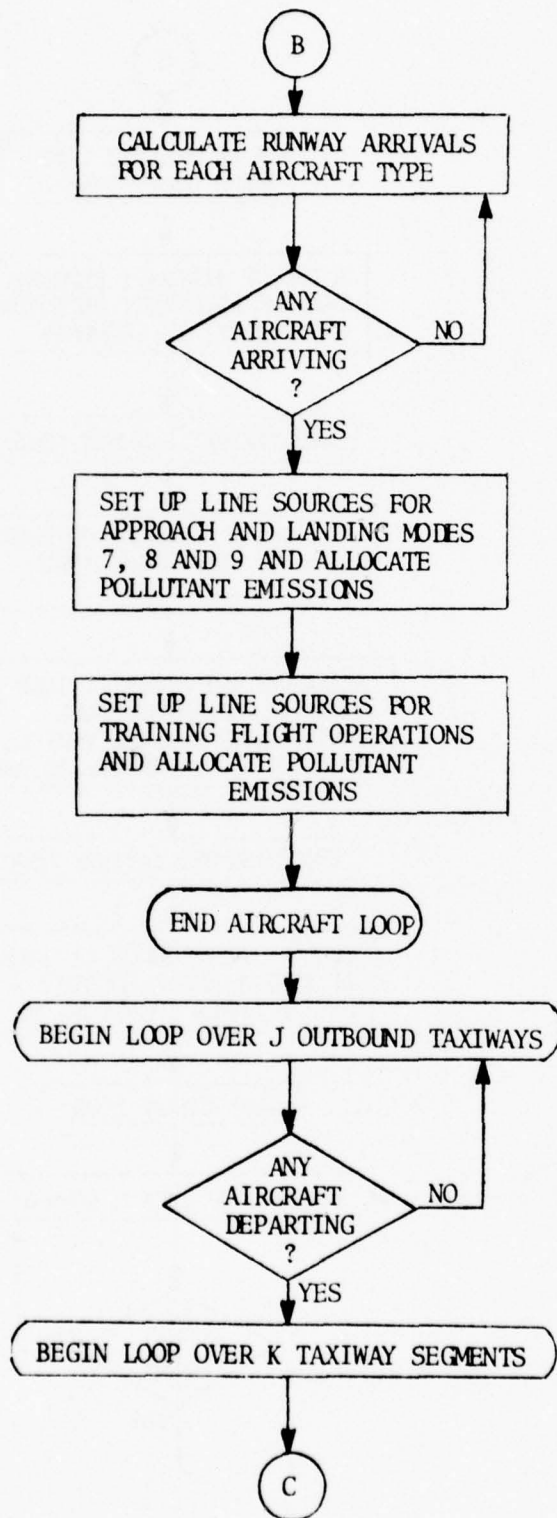 B
CALCULATE RUNWAY ARRIVALS
FOR EACH AIRCRAFT TYPE
ANY
AIRCRAFT
ARRIVING
?
NO
YES
SET UP LINE SOURCES FOR
APPROACH AND LANDING MODES
7, 8 AND 9 AND ALLOCATE
POLLUTANT EMISSIONS
SET UP LINE SOURCES FOR
TRAINING FLIGHT OPERATIONS
AND ALLOCATE POLLUTANT
EMISSIONS
END AIRCRAFT LOOP
BEGIN LOOP OVER J OUTBOUND TAXIWAYS
ANY
AIRCRAFT
DEPARTING
?
NO
YES
BEGIN LOOP OVER K TAXIWAY SEGMENTS
C